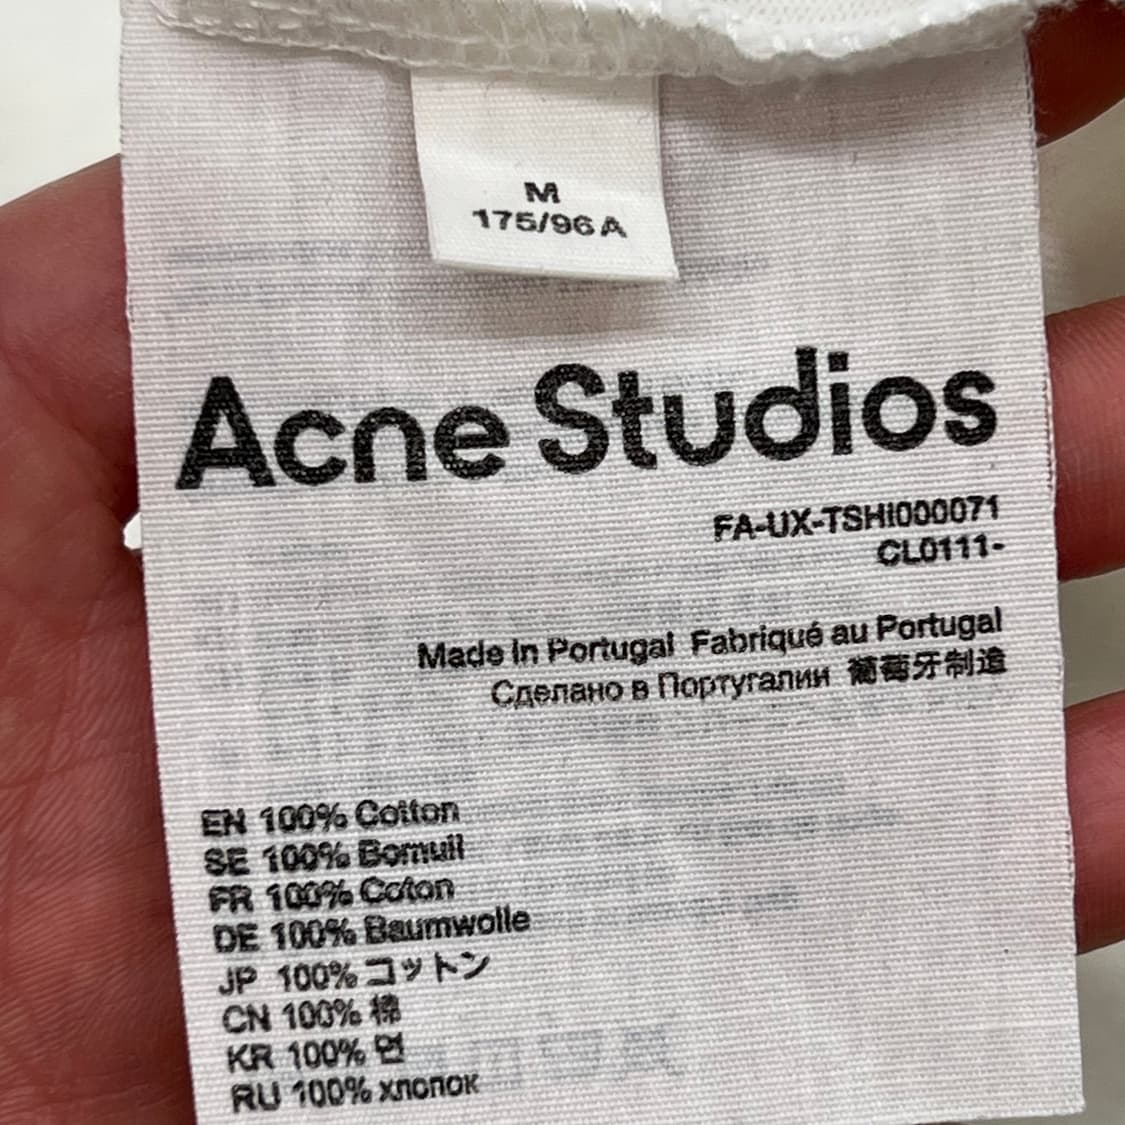 M
175/96A
Acne Studios
FA-UX-TSHI000071
CL0111-
Made in Portugal Fabriqué au Portugal
Сделано в Португалии 葡萄牙制造
EN 100% Cotton
SE 100% Bomull
FR 100% Coton
DE 100% Baumwolle
JP 100% コットン
CN 100% 棉
KR 100% 면
RU 100% хлопок